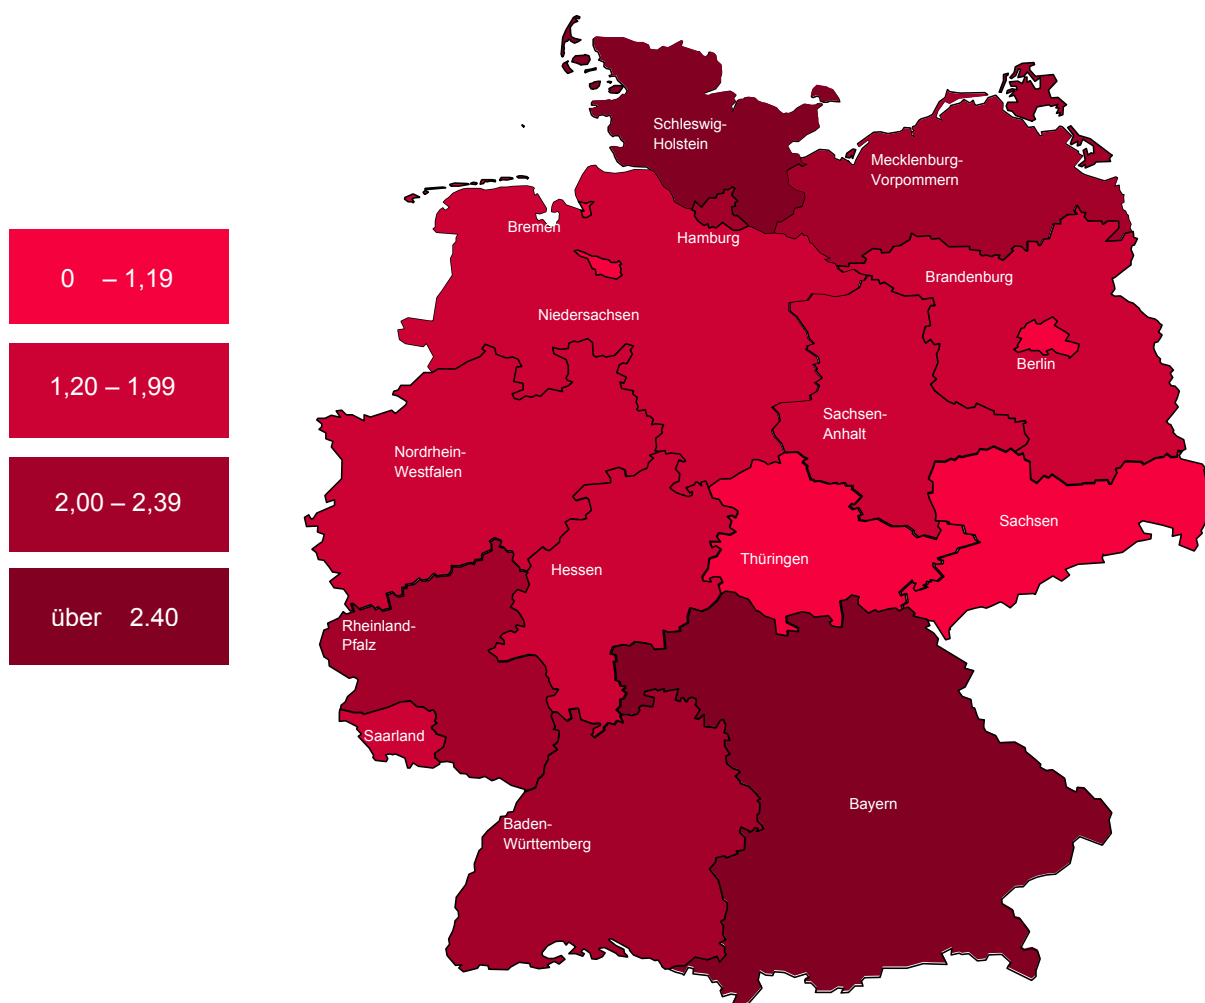 0 – 1,19
1,20 – 1,99
2,00 – 2,39
über 2.40
Schleswig-
Holstein
Mecklenburg-
Vorpommern
Bremen
Hamburg
Brandenburg
Niedersachsen
Berlin
Sachsen-
Anhalt
Nordrhein-
Westfalen
Sachsen
Thüringen
Hessen
Rheinland-
Pfalz
Saarland
Bayern
Baden-
Württemberg